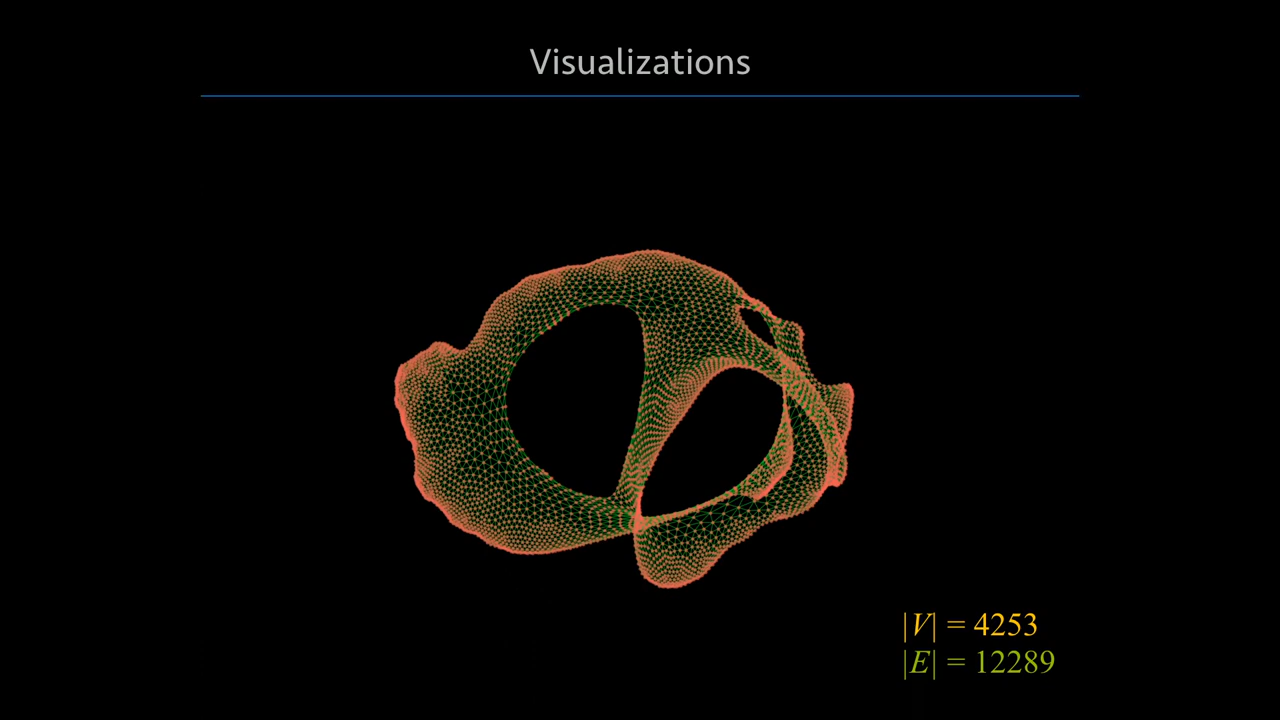 Visualizations
|V| = 4253
|E| = 12289